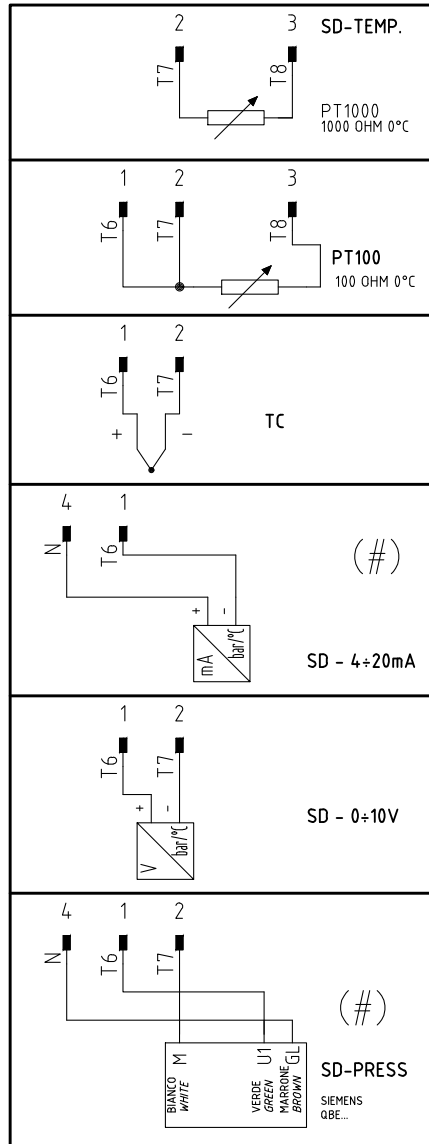 2 3 SD-TEMP.
T7 T8
PT1000
1000 OHM 0°C
1 2 3
T6 T7 T8
PT100
100 OHM 0°C
1 2
T6 T7
+ -
TC
4 1
N T6
(#)
+ -
mA bar/°C
SD - 4÷20mA
1 2
T6 T7
+ -
V bar/°C
SD - 0÷10V
4 1 2
N T6 T7
(#)
M U1 GL
BIANCO VERDE MARRONE
WHITE GREEN BROWN
SD-PRESS
SIEMENS
QBE...